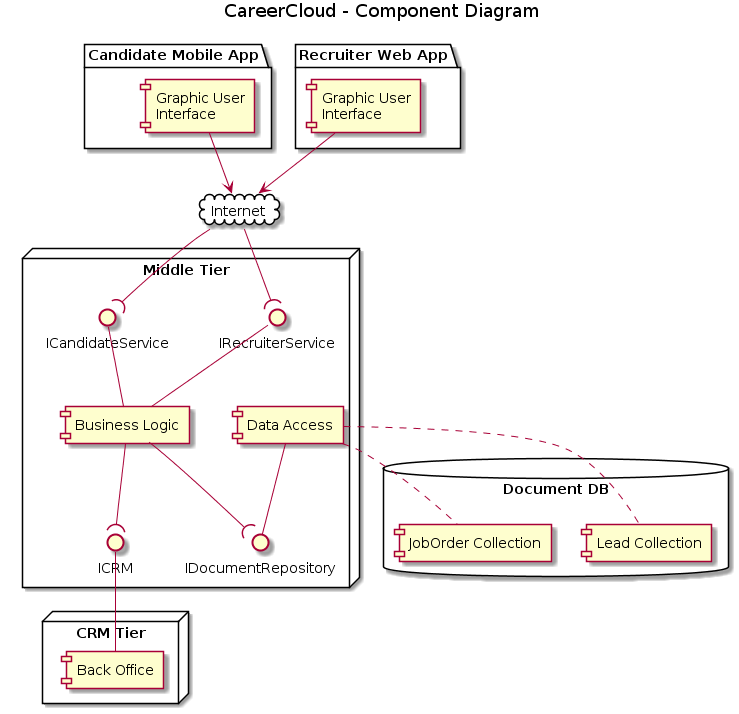 CareerCloud - Component Diagram
Candidate Mobile App
Recruiter Web App
Graphic User
Interface
Graphic User
Interface
Internet
Middle Tier
ICandidateService
IRecruiterService
Business Logic
Data Access
Document DB
JobOrder Collection
Lead Collection
ICRM
IDocumentRepository
CRM Tier
Back Office